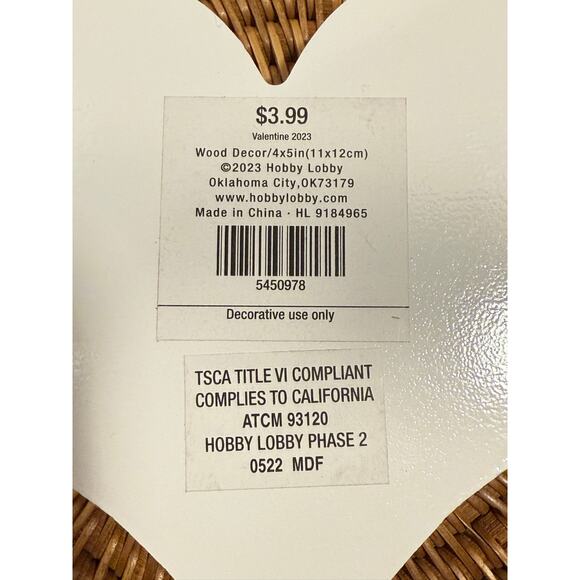 $3.99
Valentine 2023
Wood Decor/4x5in(11x12cm)
©2023 Hobby Lobby
Oklahoma City,OK73179
www.hobbylobby.com
Made in China · HL 9184965
5450978
Decorative use only
TSCA TITLE VI COMPLIANT
COMPLIES TO CALIFORNIA
ATCM 93120
HOBBY LOBBY PHASE 2
0522 MDF